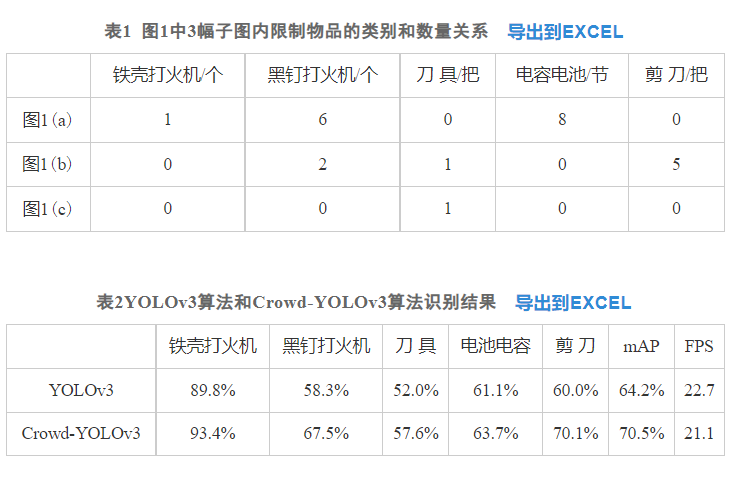 表1 图1中3幅子图内限制物品的类别和数量关系 导出到EXCEL
铁壳打火机/个 黑钉打火机/个 刀 具/把 电容电池/节 剪 刀/把
图1(a) 1 6 0 8 0
图1(b) 0 2 1 0 5
图1(c) 0 0 1 0 0
表2YOLOv3算法和Crowd-YOLOv3算法识别结果 导出到EXCEL
铁壳打火机 黑钉打火机 刀 具 电池电容 剪 刀 mAP FPS
YOLOv3 89.8% 58.3% 52.0% 61.1% 60.0% 64.2% 22.7
Crowd-YOLOv3 93.4% 67.5% 57.6% 63.7% 70.1% 70.5% 21.1